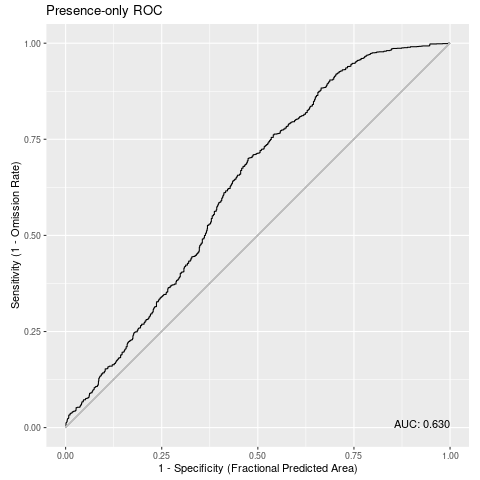 Presence-only ROC
1.00
0.75
0.50
0.25
0.00
Sensitivity (1 - Omission Rate)
AUC: 0.630
0.00 0.25 0.50 0.75 1.00
1 - Specificity (Fractional Predicted Area)